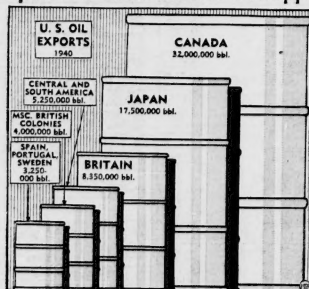 U. S. OIL
EXPORTS
1940
CANADA
32,000,000 bbl.
CENTRAL AND
SOUTH AMERICA
5,250,000 bbl.
JAPAN
17,500,000 bbl.
MSC. BRITISH
COLONIES
4,000,000 bbl.
SPAIN,
PORTUGAL,
SWEDEN
3,250-
000 bbl.
BRITAIN
8,350,000 bbl.